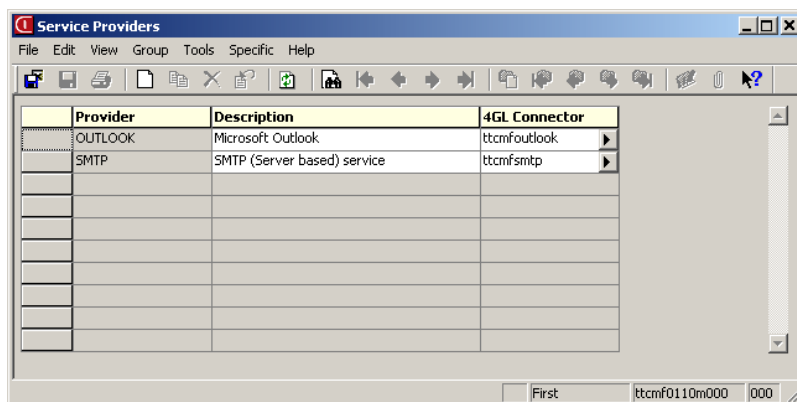 Service Providers
File Edit View Group Tools Specific Help
Provider Description 4GL Connector
OUTLOOK Microsoft Outlook ttcmfoutlook
SMTP SMTP (Server based) service ttcmfsmtp
First ttcmf0110m000 000